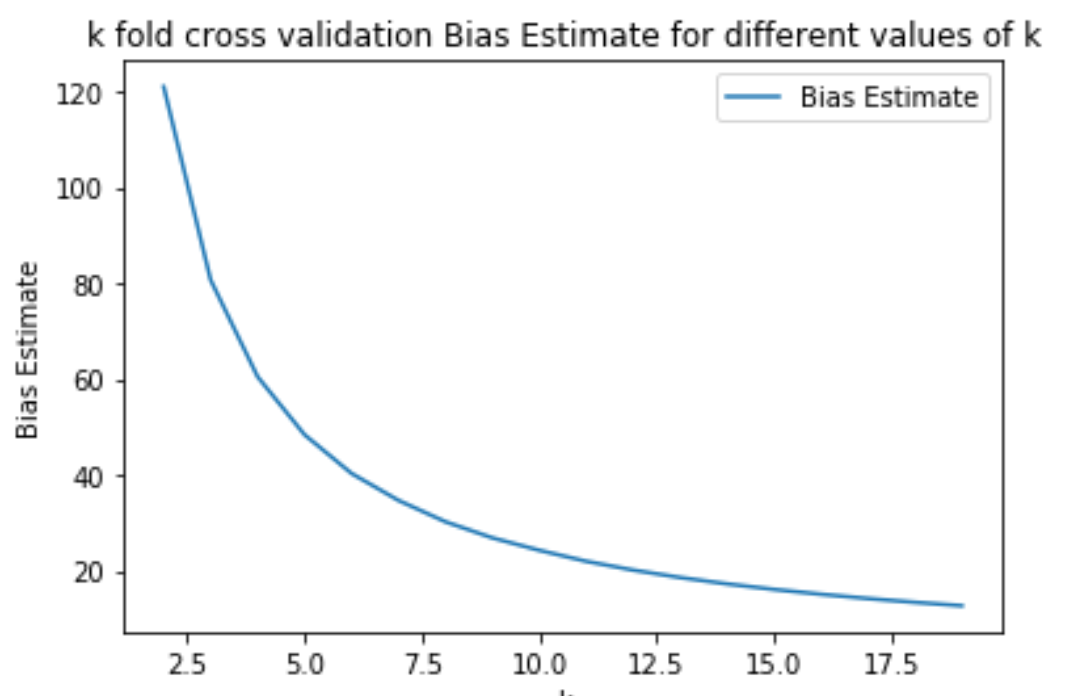 k fold cross validation Bias Estimate for different values of k
Bias Estimate
120
100
80
60
40
20
Bias Estimate
2.5 5.0 7.5 10.0 12.5 15.0 17.5